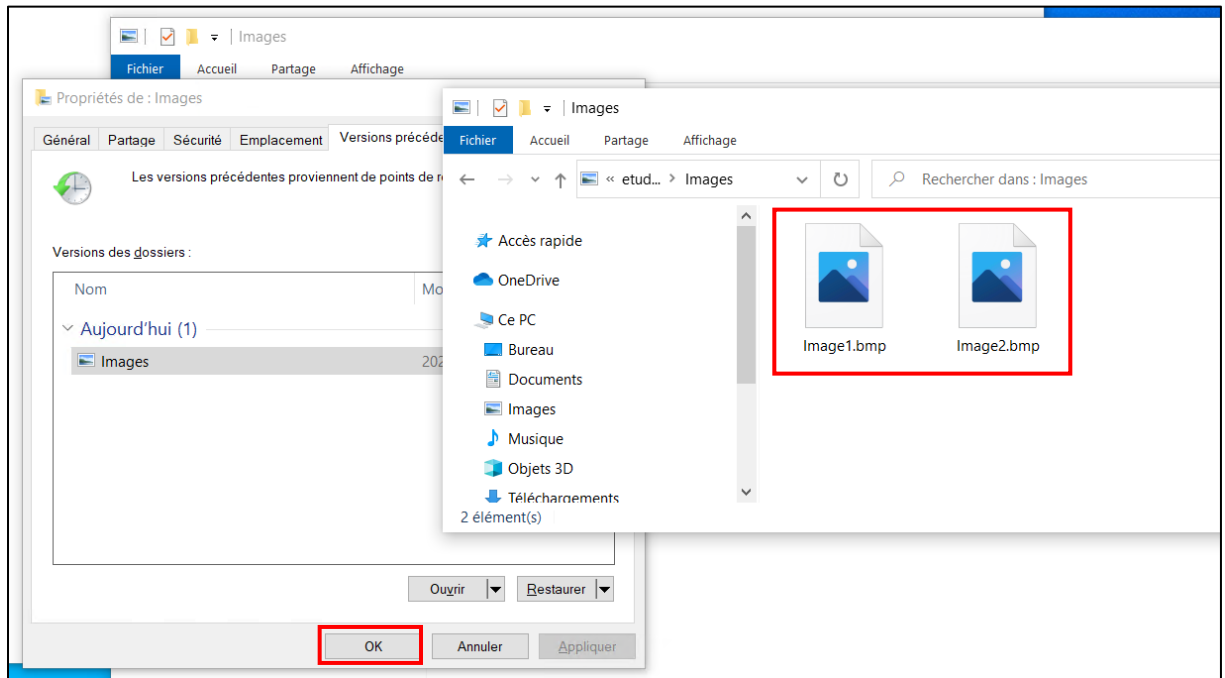 Images
Fichier Accueil Partage Affichage
Propriétés de : Images
Général Partage Sécurité Emplacement Versions
Les versions précédentes proviennent de points de
Versions des dossiers :
Nom
Aujourd'hui (1)
Images
Ouvrir Restaurer
OK Annuler Appliquer
Images
Fichier Accueil Partage Affichage
« etud... > Images
Rechercher dans : Images
Accès rapide
OneDrive
Ce PC
Bureau
Documents
Images
Musique
Objets 3D
Téléchargements
2 élément(s)
Image1.bmp Image2.bmp